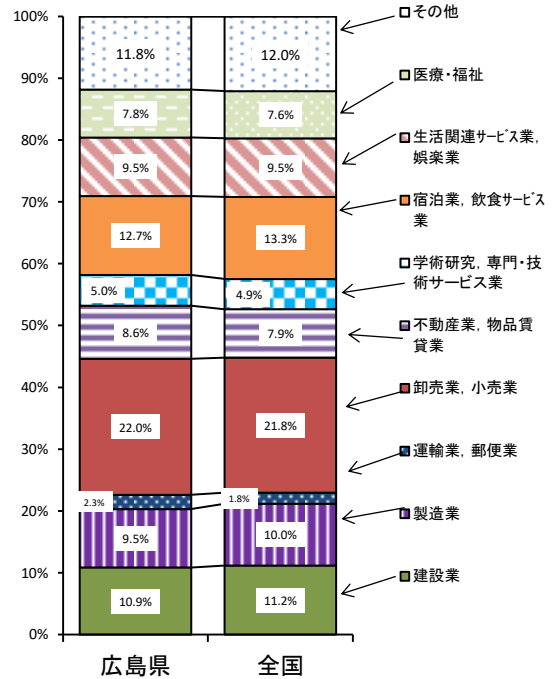 100%
90%
80%
70%
60%
50%
40%
30%
20%
10%
0%
11.8%
7.8%
9.5%
12.7%
5.0%
8.6%
22.0%
2.3%
9.5%
10.9%
12.0%
7.6%
9.5%
13.3%
4.9%
7.9%
21.8%
1.8%
10.0%
11.2%
広島県
全国
その他
医療・福祉
生活関連サービス業,
娯楽業
宿泊業, 飲食サービス
業
学術研究, 専門・技
術サービス業
不動産業, 物品賃
貸業
卸売業, 小売業
運輸業, 郵便業
製造業
建設業